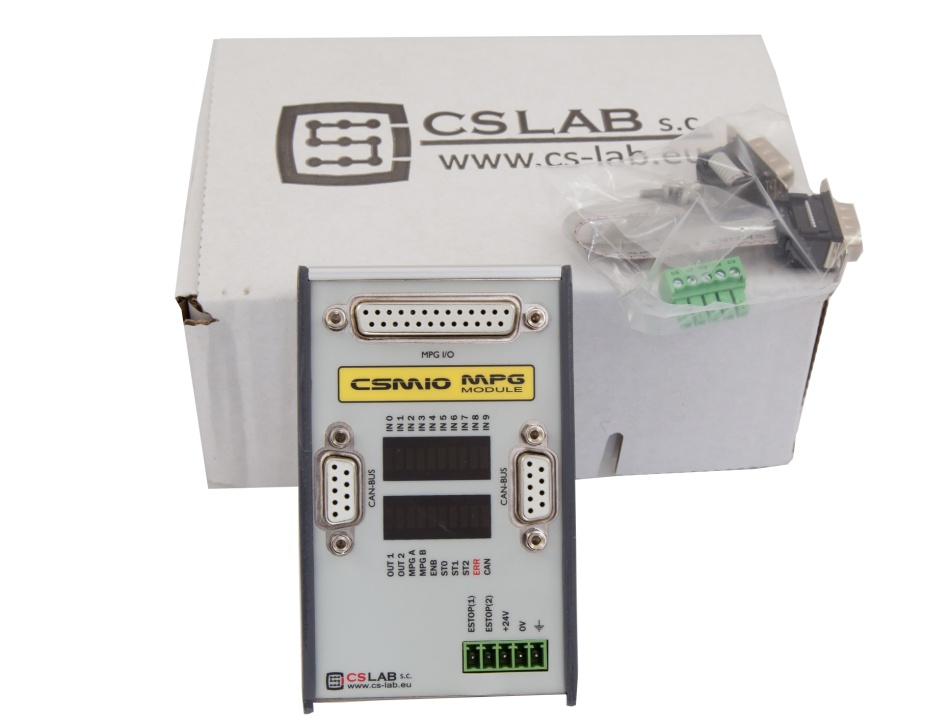 CSLAB s.c.
www.cs-lab.eu
MPG I/O
CSMIO MPG
MODULE
IN 0
IN 1
IN 2
IN 3
IN 4
IN 5
IN 6
IN 7
IN 8
IN 9
CAN-BUS
CAN-BUS
OUT 1
OUT 2
MPG A
MPG B
ENB
ST0
ST1
ST2
ERR
CAN
ESTOP(1)
ESTOP(2)
+24V
0V
CSLAB s.c.
www.cs-lab.eu